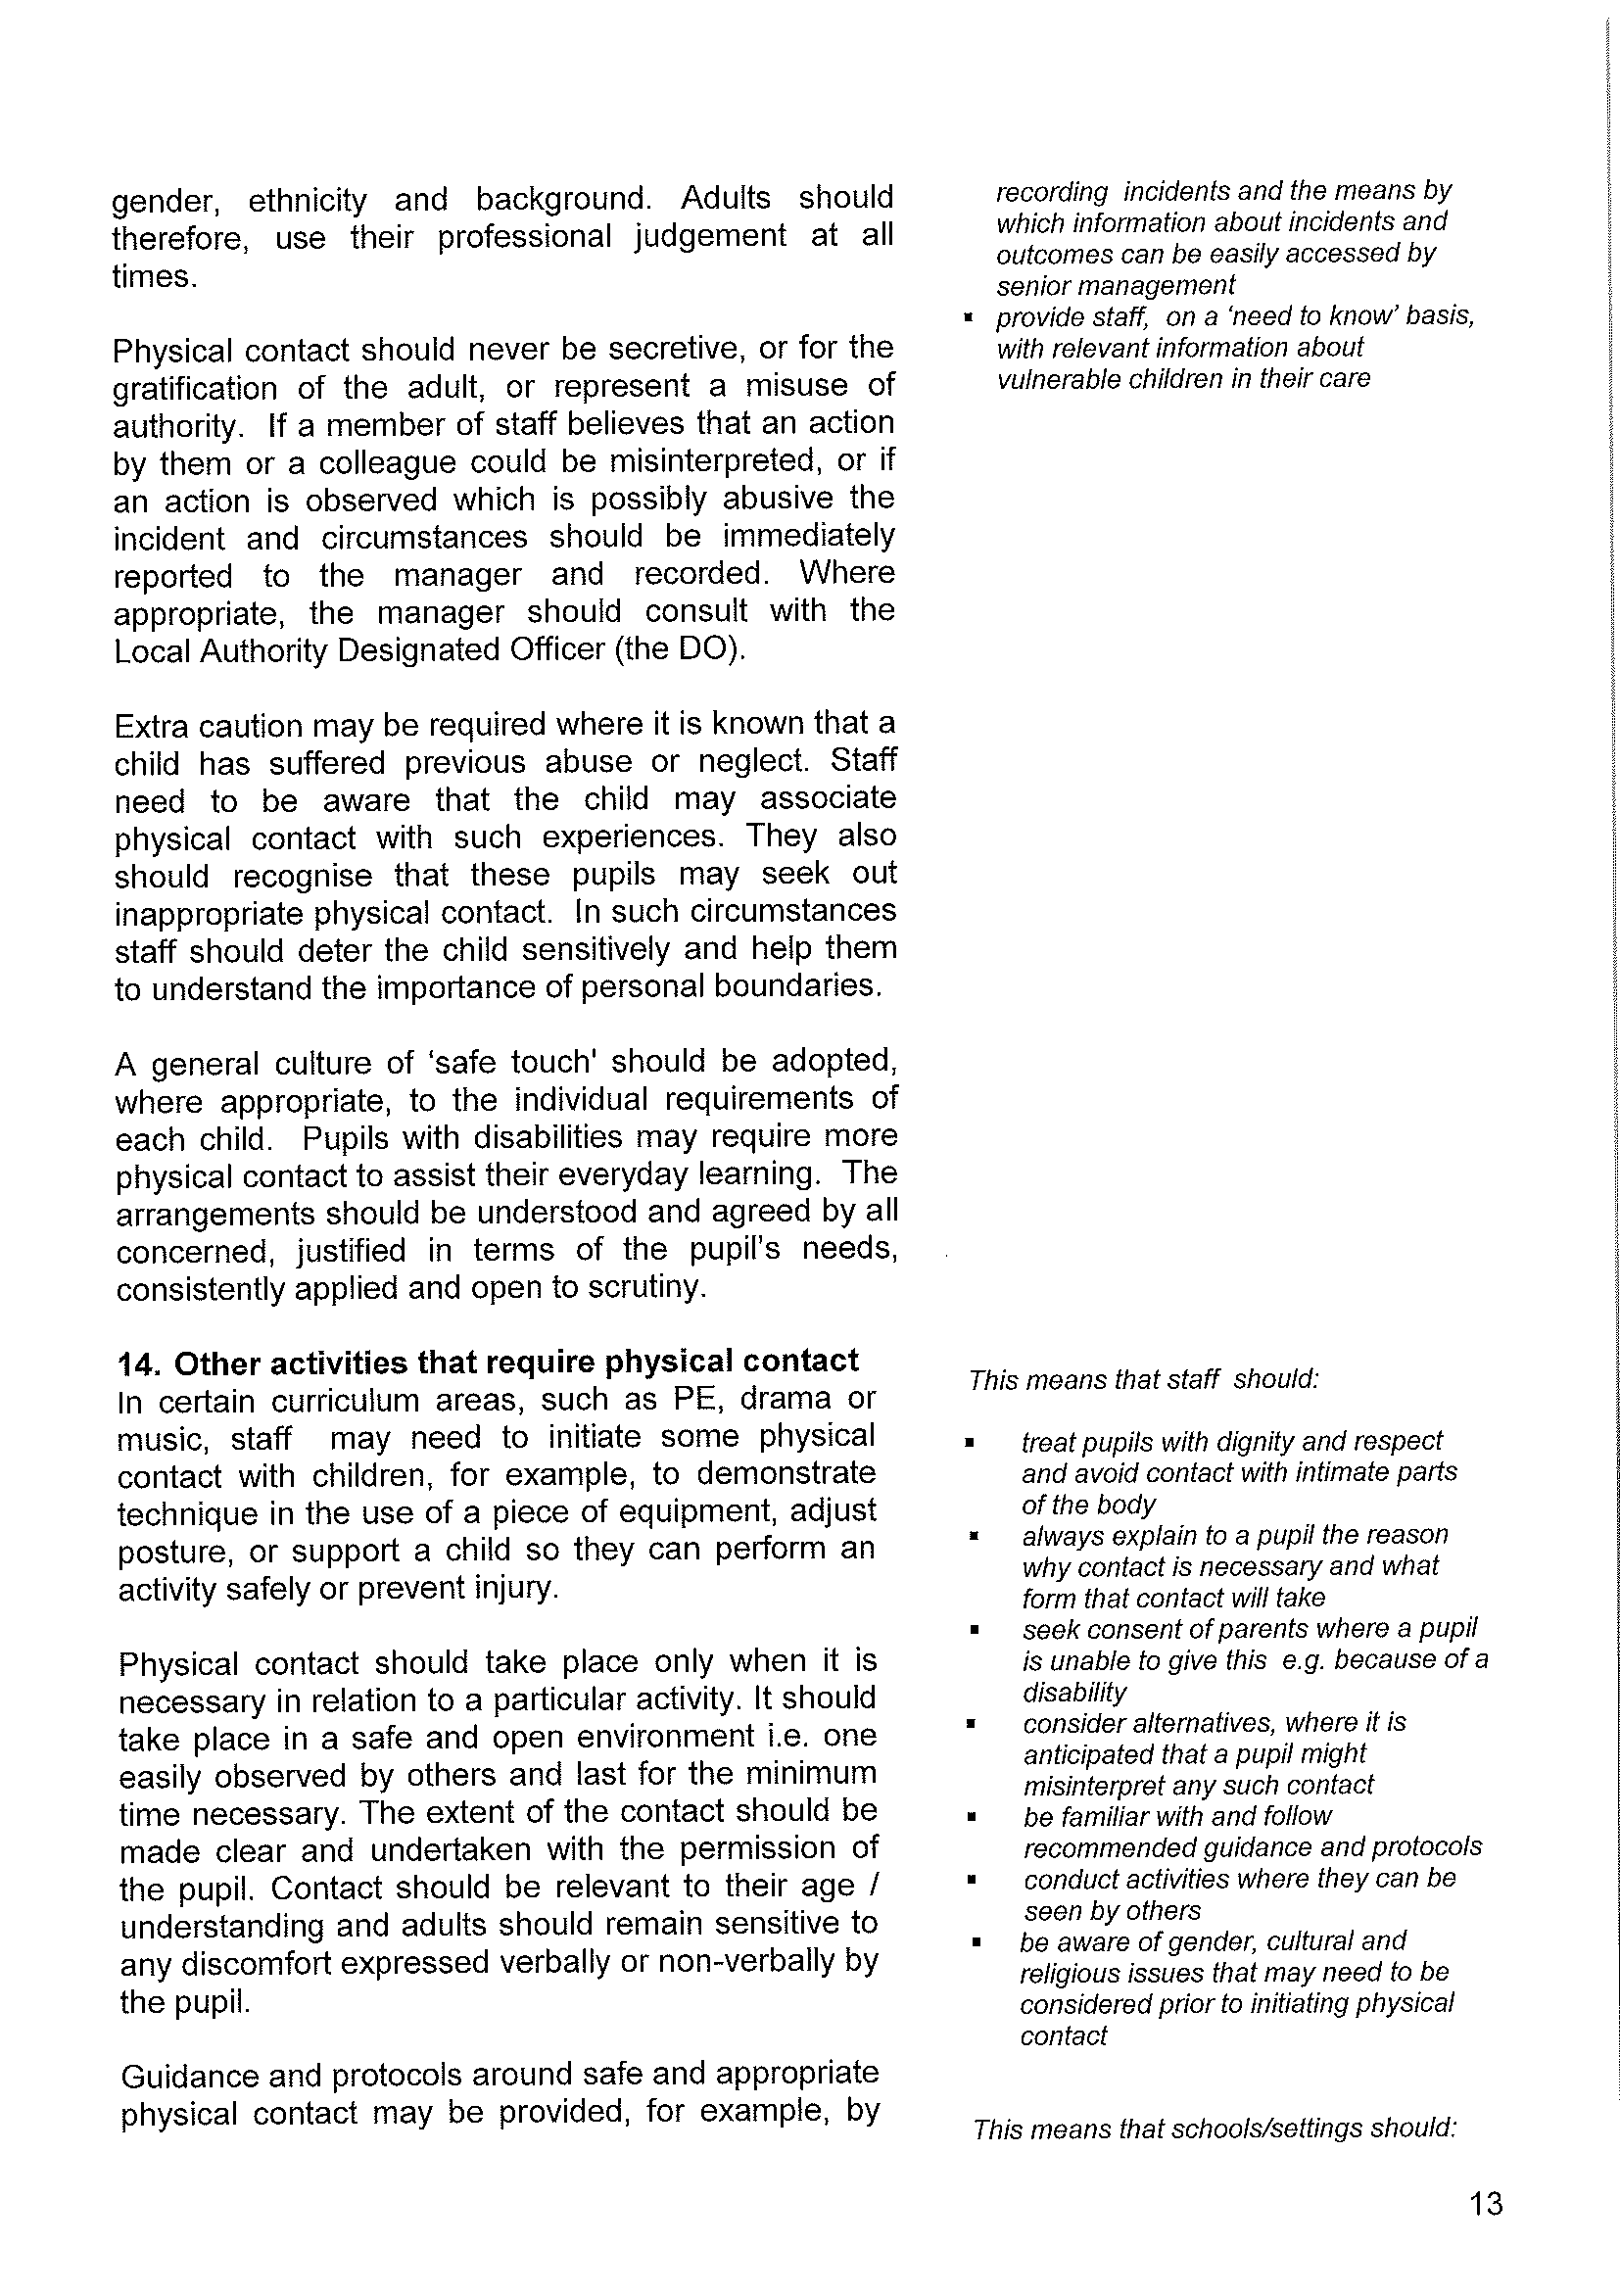 gender, ethnicity and background. Adults should
therefore, use their professional judgement at all
times.
Physical contact should never be secretive, or for the
gratification of the adult, or represent a misuse of
authority. If a member of staff believes that an action
by them or a colleague could be misinterpreted, or if
an action is observed which is possibly abusive the
incident and circumstances should be immediately
reported to the manager and recorded. Where
appropriate, the manager should consult with the
Local Authority Designated Officer (the DO).
Extra caution may be required where it is known that a
child has suffered previous abuse or neglect. Staff
need to be aware that the child may associate
physical contact with such experiences. They also
should recognise that these pupils may seek out
inappropriate physical contact. In such circumstances
staff should deter the child sensitively and help them
to understand the importance of personal boundaries.
A general culture of 'safe touch' should be adopted,
where appropriate, to the individual requirements of
each child. Pupils with disabilities may require more
physical contact to assist their everyday learning. The
arrangements should be understood and agreed by all
concerned, justified in terms of the pupil's needs,
consistently applied and open to scrutiny.
recording incidents and the means by
which information about incidents and
outcomes can be easily accessed by
senior management
▪ provide staff, on a 'need to know' basis,
with relevant information about
vulnerable children in their care
14. Other activities that require physical contact
In certain curriculum areas, such as PE, drama or
music, staff may need to initiate some physical
contact with children, for example, to demonstrate
technique in the use of a piece of equipment, adjust
posture, or support a child so they can perform an
activity safely or prevent injury.
Physical contact should take place only when it is
necessary in relation to a particular activity. It should
take place in a safe and open environment i.e. one
easily observed by others and last for the minimum
time necessary. The extent of the contact should be
made clear and undertaken with the permission of
the pupil. Contact should be relevant to their age /
understanding and adults should remain sensitive to
any discomfort expressed verbally or non-verbally by
the pupil.
Guidance and protocols around safe and appropriate
physical contact may be provided, for example, by
This means that staff should:
▪ treat pupils with dignity and respect
and avoid contact with intimate parts
of the body
▪ always explain to a pupil the reason
why contact is necessary and what
form that contact will take
▪ seek consent of parents where a pupil
is unable to give this e.g. because of a
disability
▪ consider alternatives, where it is
anticipated that a pupil might
misinterpret any such contact
▪ be familiar with and follow
recommended guidance and protocols
▪ conduct activities where they can be
seen by others
▪ be aware of gender, cultural and
religious issues that may need to be
considered prior to initiating physical
contact
This means that schools/settings should:
13